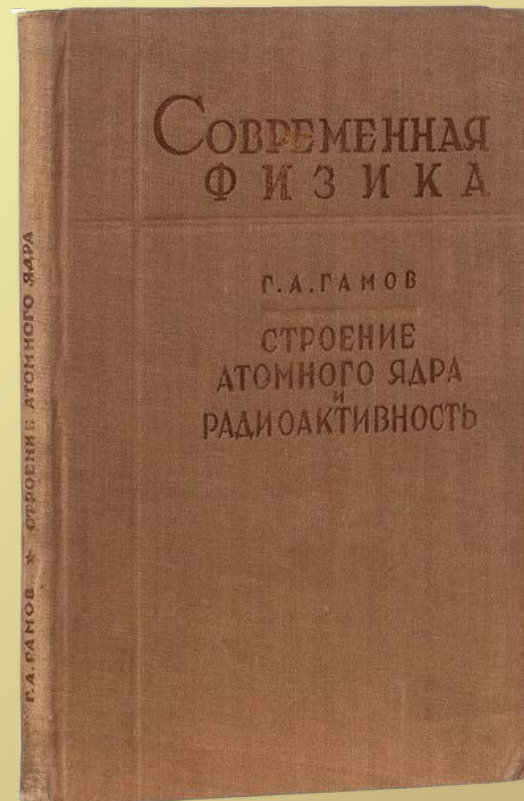 СОВРЕМЕННАЯ
ФИЗИКА
Г.А.ГАМОВ
СТРОЕНИЕ
АТОМНОГО ЯДРА
И
РАДИОАКТИВНОСТЬ
Г.А.ГАМОВ * СТРОЕНИЕ АТОМНОГО ЯДРА